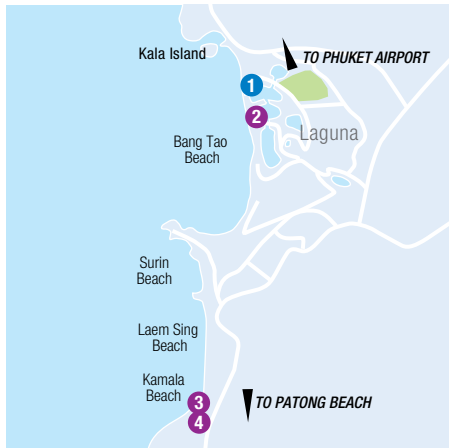 Kala Island
TO PHUKET AIRPORT
1
2
Laguna
Bang Tao
Beach
Surin
Beach
Laem Sing
Beach
Kamala
Beach
3
4
TO PATONG BEACH